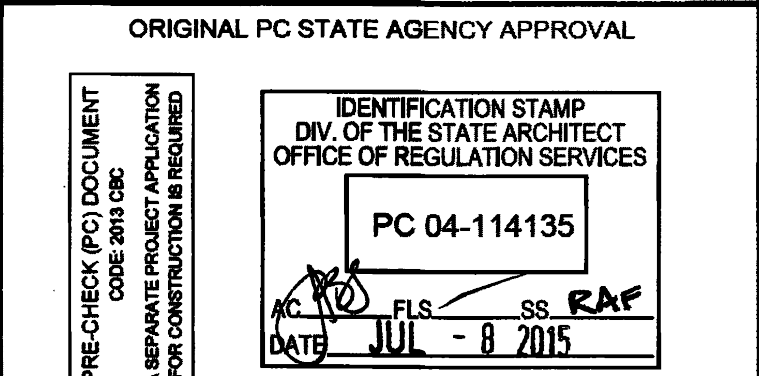 ORIGINAL PC STATE AGENCY APPROVAL
PRE-CHECK (PC) DOCUMENT
CODE: 2013 CBC
A SEPARATE PROJECT APPLICATION
FOR CONSTRUCTION IS REQUIRED
IDENTIFICATION STAMP
DIV. OF THE STATE ARCHITECT
OFFICE OF REGULATION SERVICES
PC 04-114135
AC FLS SS RAF
DATE JUL - 8 2015